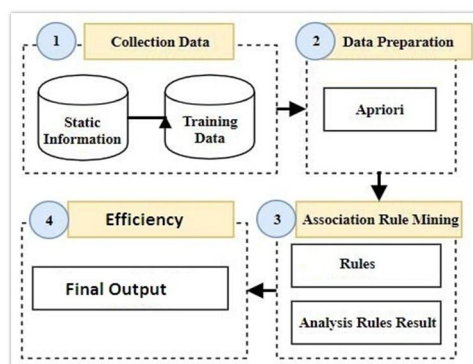 1
Collection Data
Static
Information
Training
Data
2
Data Preparation
Apriori
3
Association Rule Mining
Rules
Analysis Rules Result
4
Efficiency
Final Output